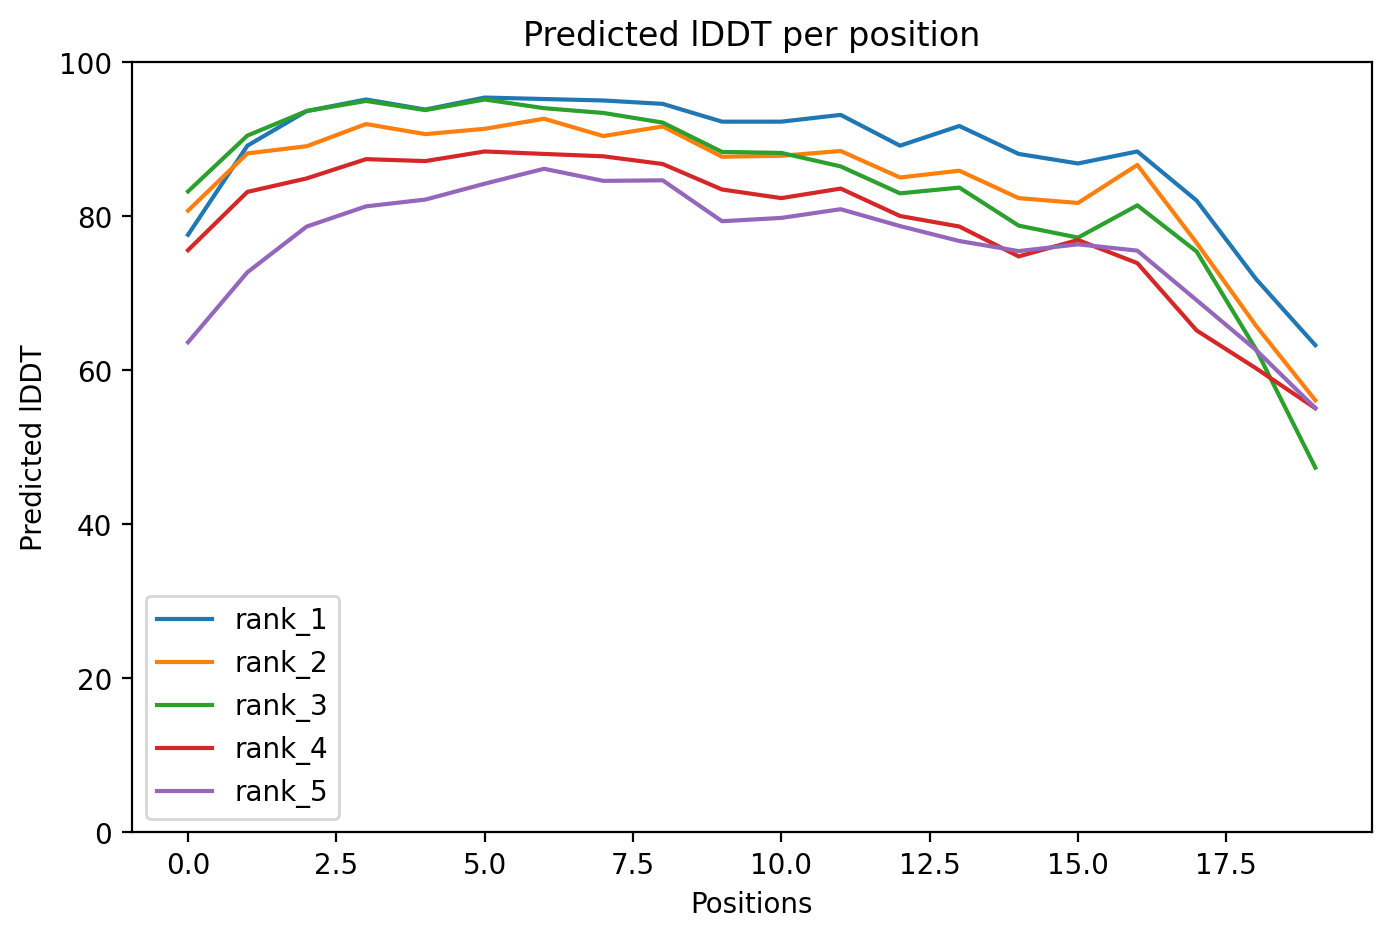 Predicted lDDT per position
100
80
60
40
20
0
Predicted lDDT
rank_1
rank_2
rank_3
rank_4
rank_5
0.0 2.5 5.0 7.5 10.0 12.5 15.0 17.5
Positions